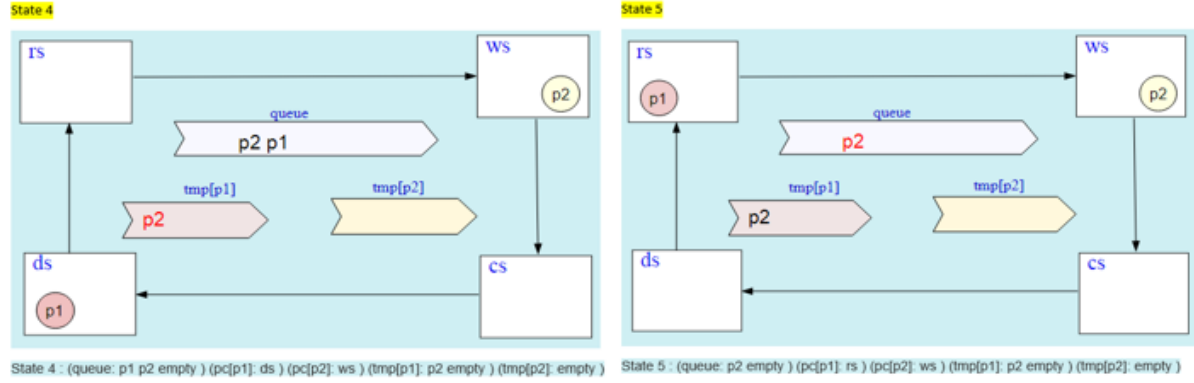 State 4
rs
ws
p2
queue
p2 p1
tmp[p1]
tmp[p2]
p2
ds
cs
p1
State 4 : (queue: p1 p2 empty ) (pc[p1]: ds ) (pc[p2]: ws ) (tmp[p1]: p2 empty ) (tmp[p2]: empty )
State 5
rs
ws
p1
p2
queue
p2
tmp[p1]
tmp[p2]
p2
ds
cs
State 5 : (queue: p2 empty ) (pc[p1]: rs ) (pc[p2]: ws ) (tmp[p1]: p2 empty ) (tmp[p2]: empty )